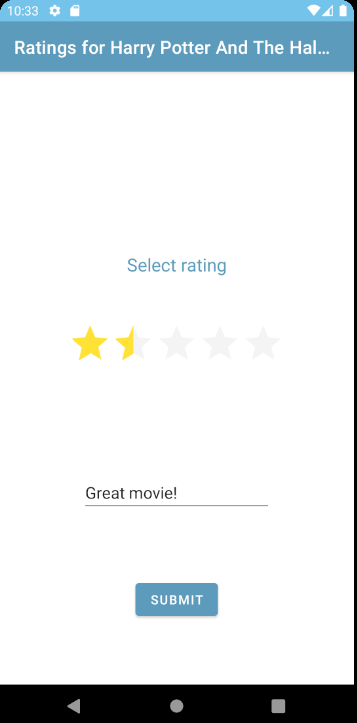 10:33
Ratings for Harry Potter And The Hal...
Select rating
Great movie!
SUBMIT